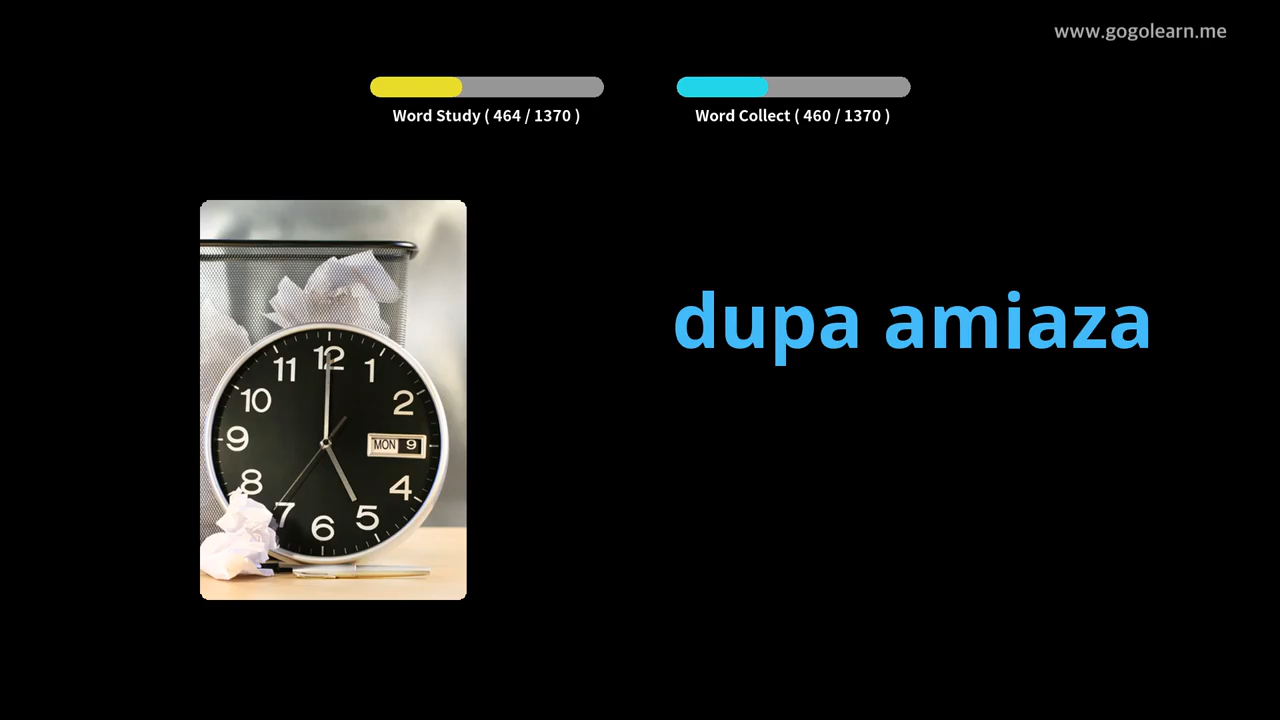 www.gogolearn.me
Word Study ( 464 / 1370 )
Word Collect ( 460 / 1370 )
dupa amiaza
12
11
1
10
2
9
MON 9
8
4
7
5
6